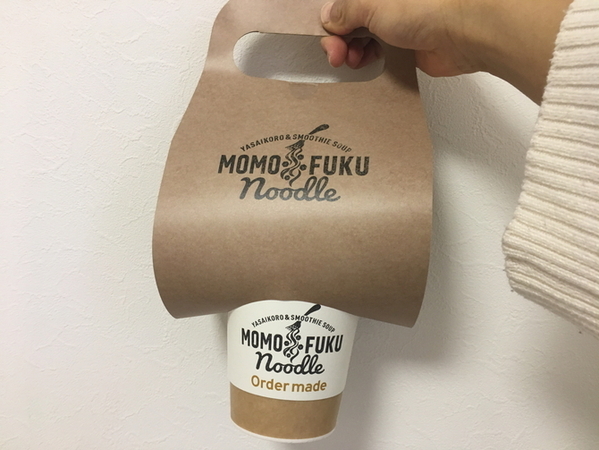 YASAIKORO & SMOOTHIE SOUP
MOMO FUKU
Noodle
YASAIKORO & SMOOTHIE SOUP
MOMO FUKU
Noodle
Order made